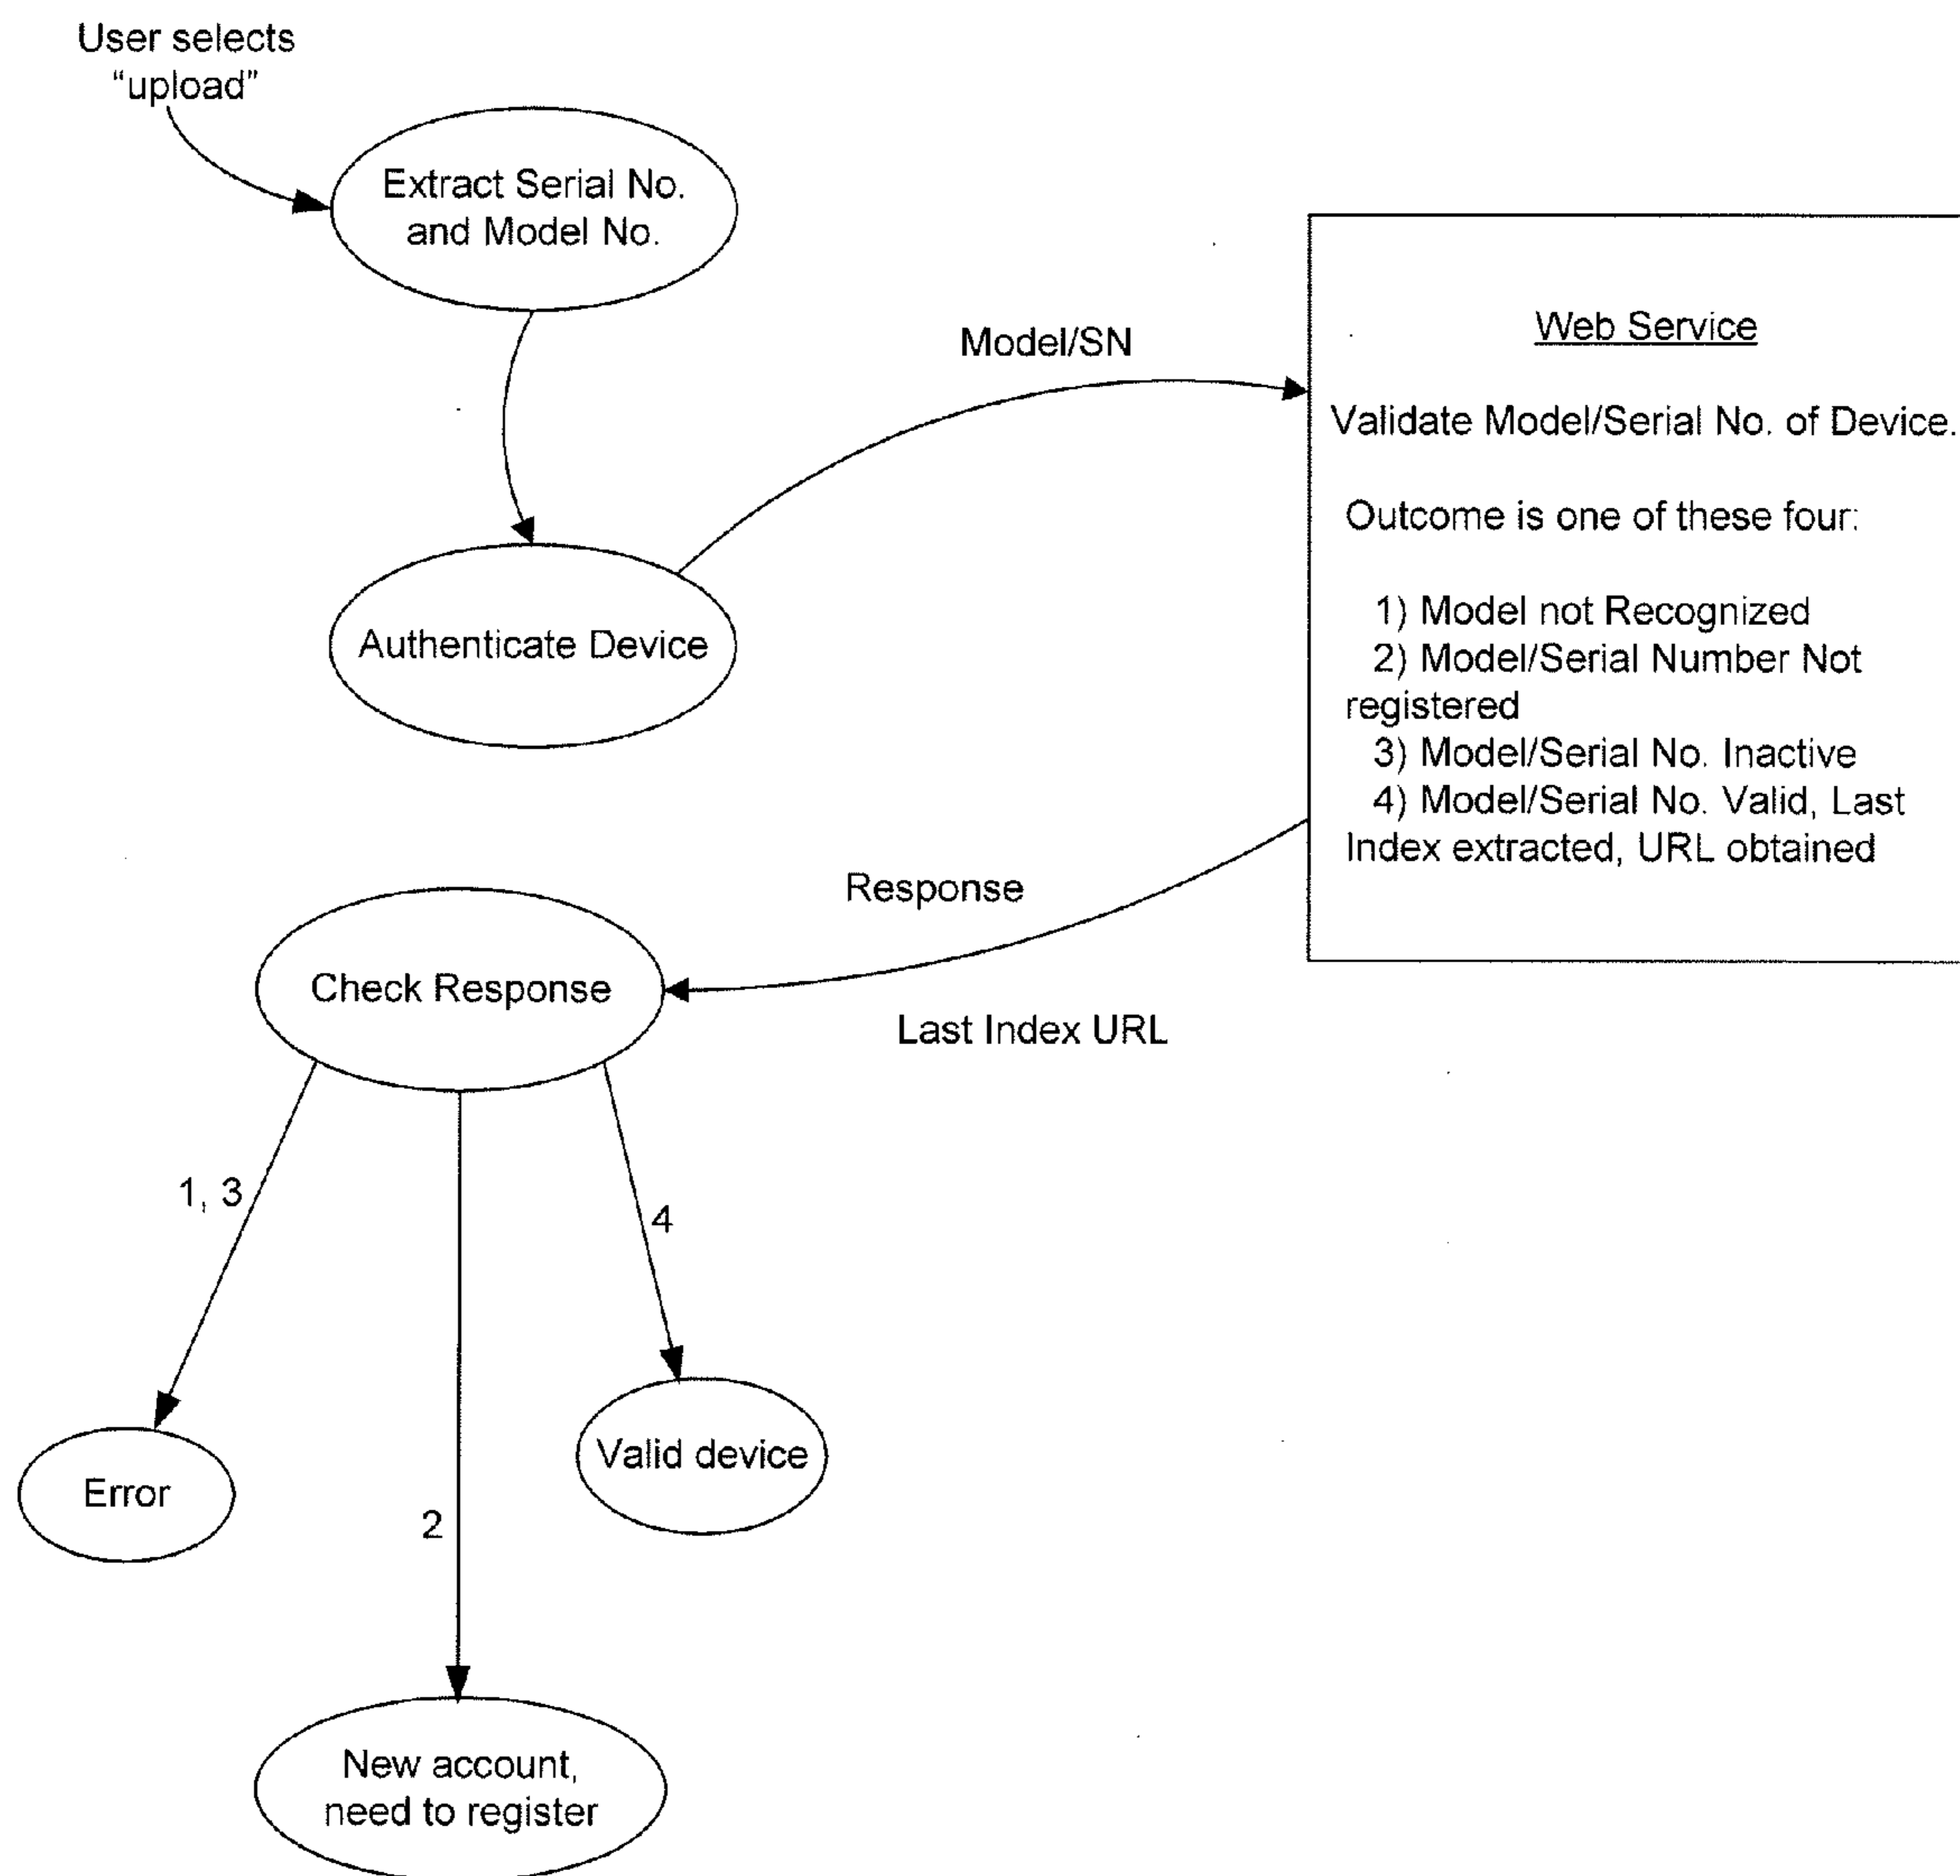 User selects
“upload”
Extract Serial No.
and Model No.
Model/SN
Authenticate Device
Web Service
Validate Model/Serial No. of Device.
Outcome is one of these four:
1) Model not Recognized
2) Model/Serial Number Not
registered
3) Model/Serial No. Inactive
4) Model/Serial No. Valid, Last
Index extracted, URL obtained
Response
Check Response
Last Index URL
1, 3
4
Valid device
Error
2
New account,
need to register